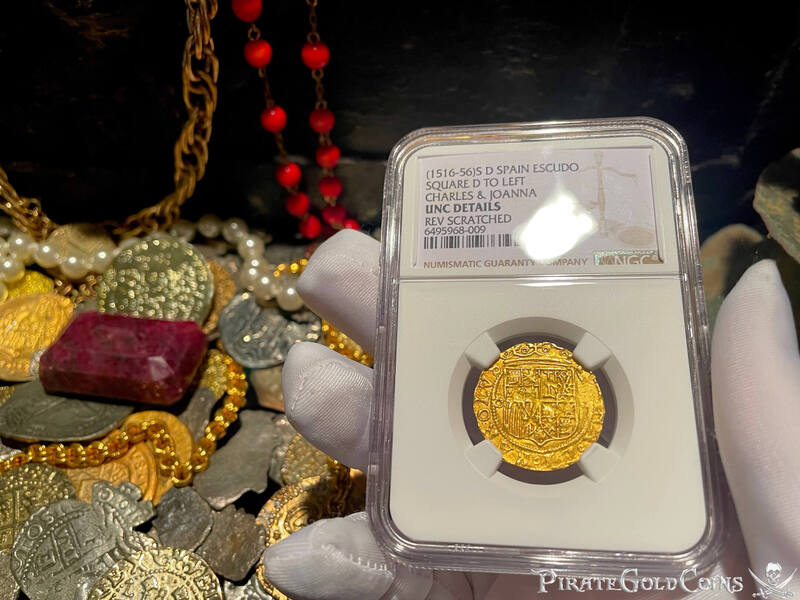 (1516-56)S D SPAIN ESCUDO
SQUARE D TO LEFT
CHARLES & JOANNA
UNC DETAILS
REV SCRATCHED
6495968-009
NUMISMATIC GUARANTY COMPANY
NGC
PIRATEGOLDCOINS